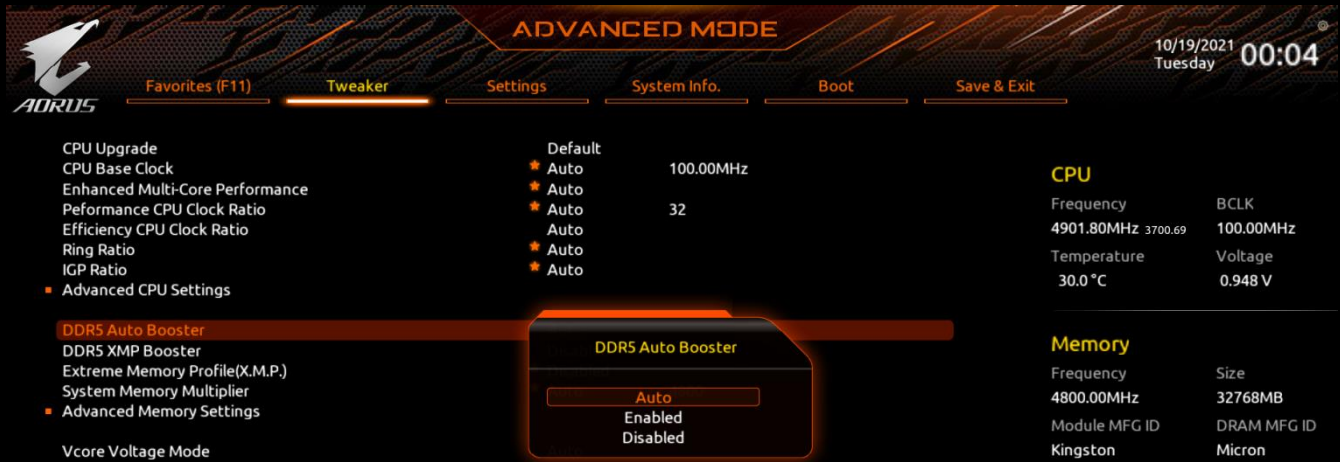 ADVANCED MODE
10/19/2021
Tuesday
00:04
AORUS
Favorites (F11) Tweaker Settings System Info. Boot Save & Exit
CPU Upgrade Default
CPU Base Clock Auto 100.00MHz
Enhanced Multi-Core Performance Auto
Peformance CPU Clock Ratio Auto 32
Efficiency CPU Clock Ratio Auto
Ring Ratio Auto
IGP Ratio Auto
Advanced CPU Settings
DDR5 Auto Booster
DDR5 XMP Booster
Extreme Memory Profile(X.M.P.)
System Memory Multiplier
Advanced Memory Settings
Vcore Voltage Mode
DDR5 Auto Booster
Auto
Enabled
Disabled
CPU
Frequency BCLK
4901.80MHz 3700.69 100.00MHz
Temperature Voltage
30.0 °C 0.948 V
Memory
Frequency Size
4800.00MHz 32768MB
Module MFG ID DRAM MFG ID
Kingston Micron